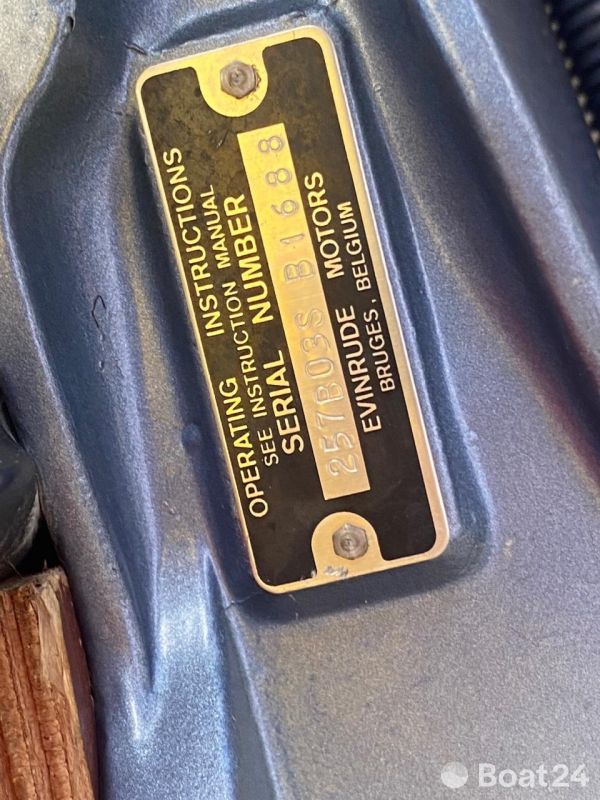 OPERATING INSTRUCTIONS
SEE INSTRUCTION MANUAL
SERIAL NUMBER
257B03S B1688
EVINRUDE MOTORS
BRUGES, BELGIUM
Boat24